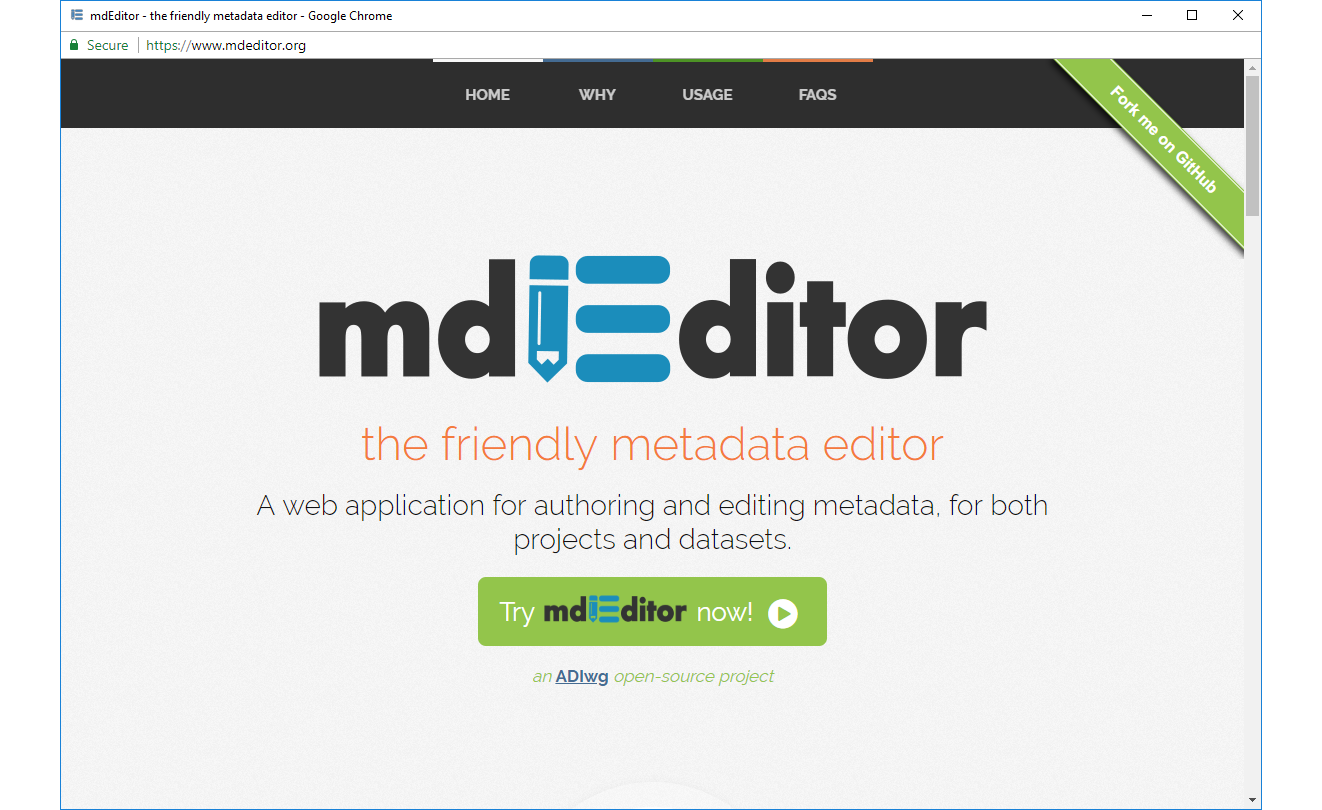 mdEditor - the friendly metadata editor - Google Chrome
Secure https://www.mdeditor.org
HOME WHY USAGE FAQS
Fork me on GitHub
mdEditor
the friendly metadata editor
A web application for authoring and editing metadata, for both
projects and datasets.
Try mdEditor now!
an ADIwg open-source project